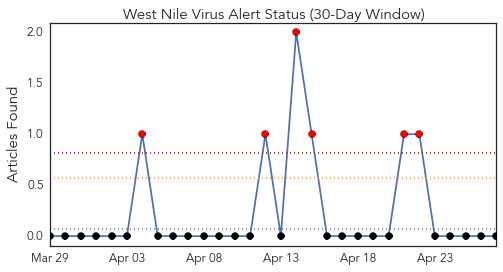 West Nile Virus Alert Status (30-Day Window)
Articles Found
2.0
1.5
1.0
0.5
0.0
Mar 29 Apr 03 Apr 08 Apr 13 Apr 18 Apr 23